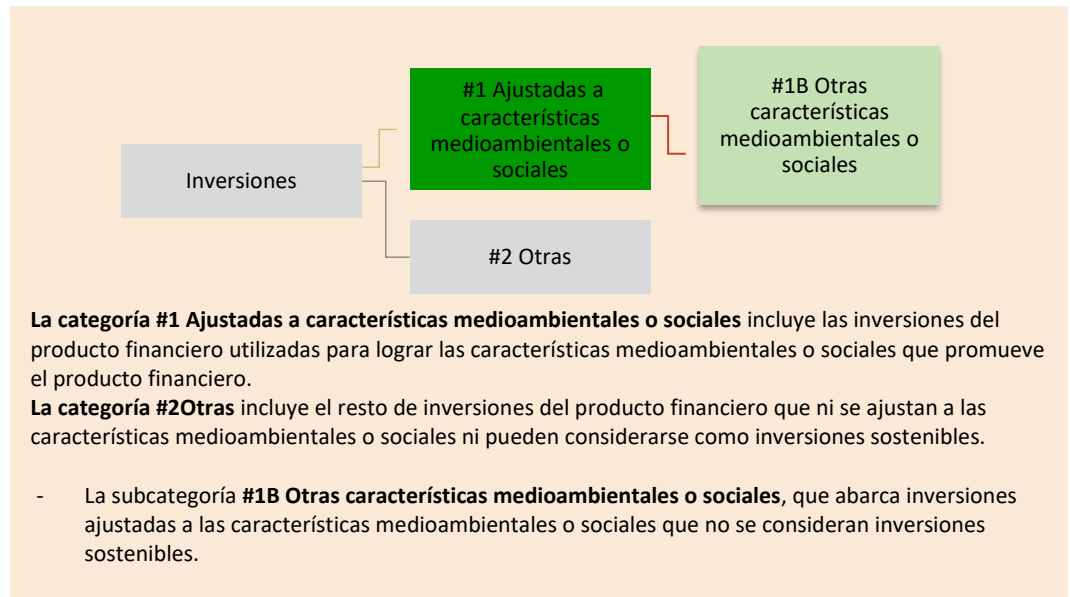 #1 Ajustadas a
características
medioambientales o
sociales
#1B Otras
características
medioambientales o
sociales
Inversiones
#2 Otras
La categoría #1 Ajustadas a características medioambientales o sociales incluye las inversiones del
producto financiero utilizadas para lograr las características medioambientales o sociales que promueve
el producto financiero.
La categoría #2Otras incluye el resto de inversiones del producto financiero que ni se ajustan a las
características medioambientales o sociales ni pueden considerarse como inversiones sostenibles.
- La subcategoría #1B Otras características medioambientales o sociales, que abarca inversiones
ajustadas a las características medioambientales o sociales que no se consideran inversiones
sostenibles.